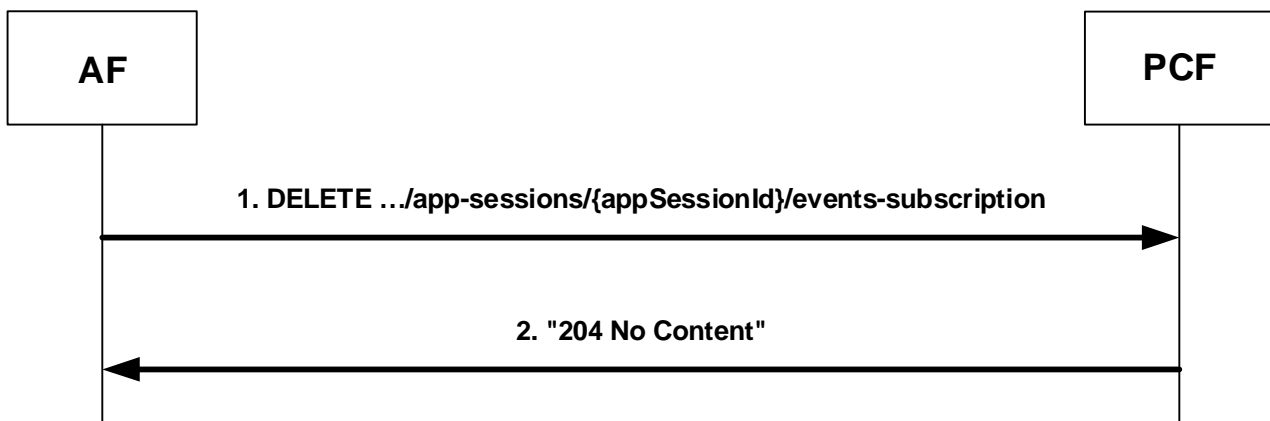 AF
PCF
1. DELETE …/app-sessions/{appSessionId}/events-subscription
2. "204 No Content"